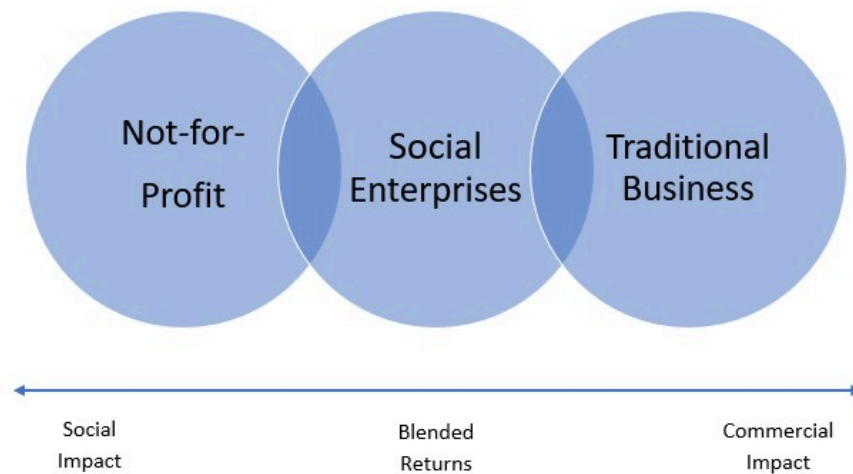 Not-for-
Profit
Social
Enterprises
Traditional
Business
Social
Impact
Blended
Returns
Commercial
Impact